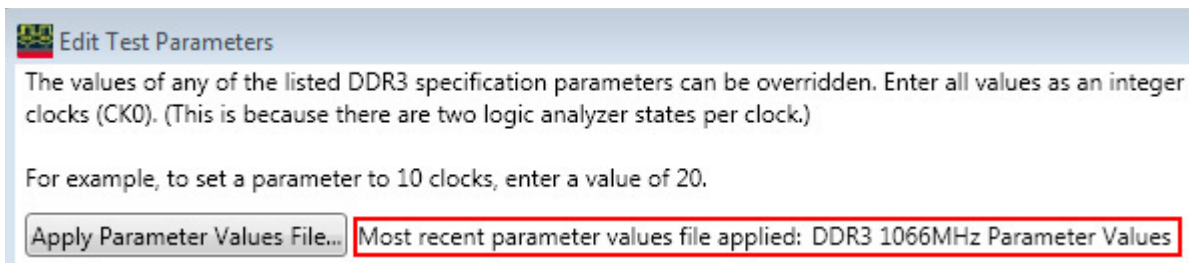 Edit Test Parameters
The values of any of the listed DDR3 specification parameters can be overridden. Enter all values as an integer
clocks (CK0). (This is because there are two logic analyzer states per clock.)
For example, to set a parameter to 10 clocks, enter a value of 20.
Apply Parameter Values File... Most recent parameter values file applied: DDR3 1066MHz Parameter Values